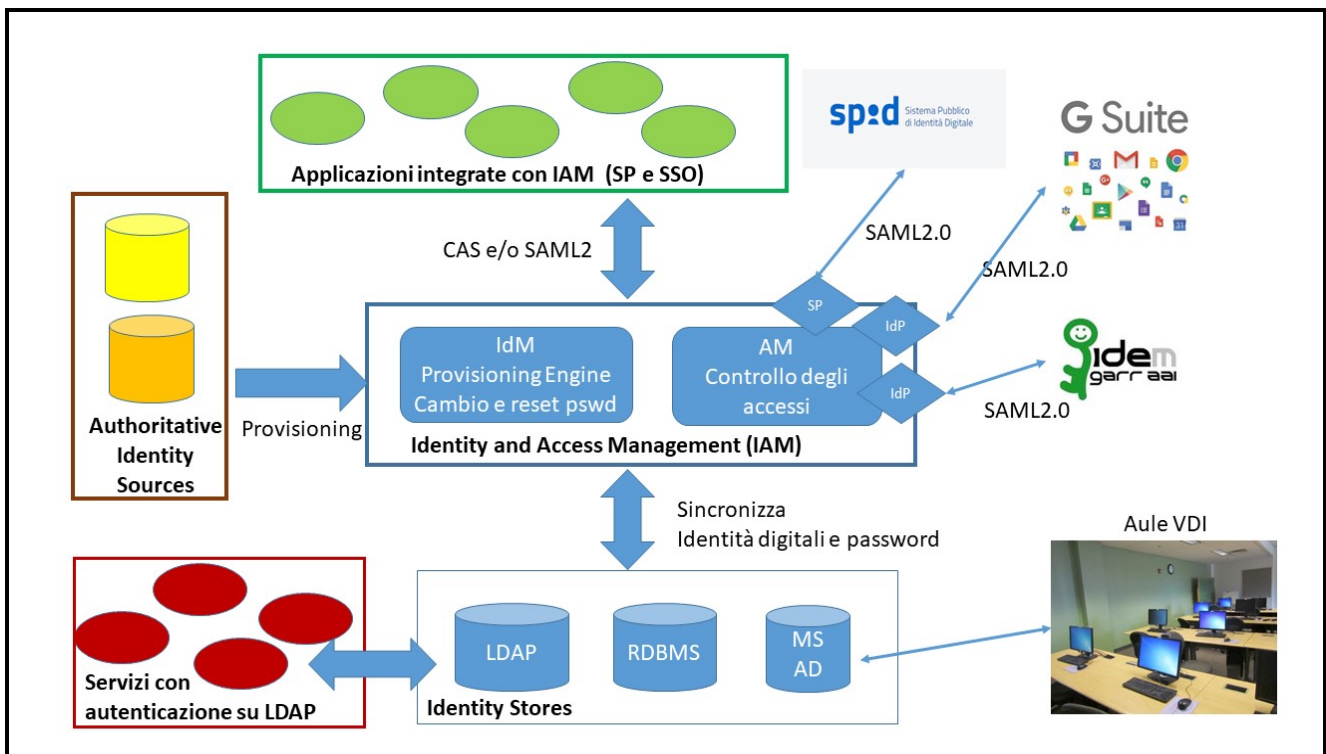 spid Sistema Pubblico
di Identità Digitale
G Suite
Applicazioni integrate con IAM (SP e SSO)
CAS e/o SAML2
SAML2.0
SAML2.0
SP
IdP
IdM
Provisioning Engine
Cambio e reset pswd
AM
Controllo degli
accessi
IdP
idem
garr aai
SAML2.0
Authoritative
Identity
Sources
Provisioning
Identity and Access Management (IAM)
Sincronizza
Identità digitali e password
Aule VDI
LDAP
RDBMS
MS
AD
Servizi con
autenticazione su LDAP
Identity Stores